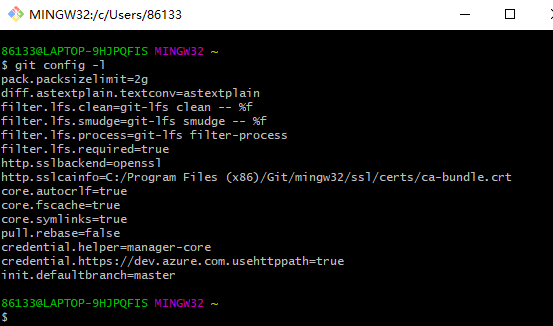 MINGW32:/c/Users/86133
86133@LAPTOP-9HJPQFIS MINGW32 ~
$ git config -l
pack.packsizelimit=2g
diff.astextplain.textconv=astextplain
filter.lfs.clean=git-lfs clean -- %f
filter.lfs.smudge=git-lfs smudge -- %f
filter.lfs.process=git-lfs filter-process
filter.lfs.required=true
http.sslbackend=openssl
http.sslcainfo=C:/Program Files (x86)/Git/mingw32/ssl/certs/ca-bundle.crt
core.autocrlf=true
core.fscache=true
core.symlinks=true
pull.rebase=false
credential.helper=manager-core
credential.https://dev.azure.com.usehttppath=true
init.defaultbranch=master
86133@LAPTOP-9HJPQFIS MINGW32 ~
$